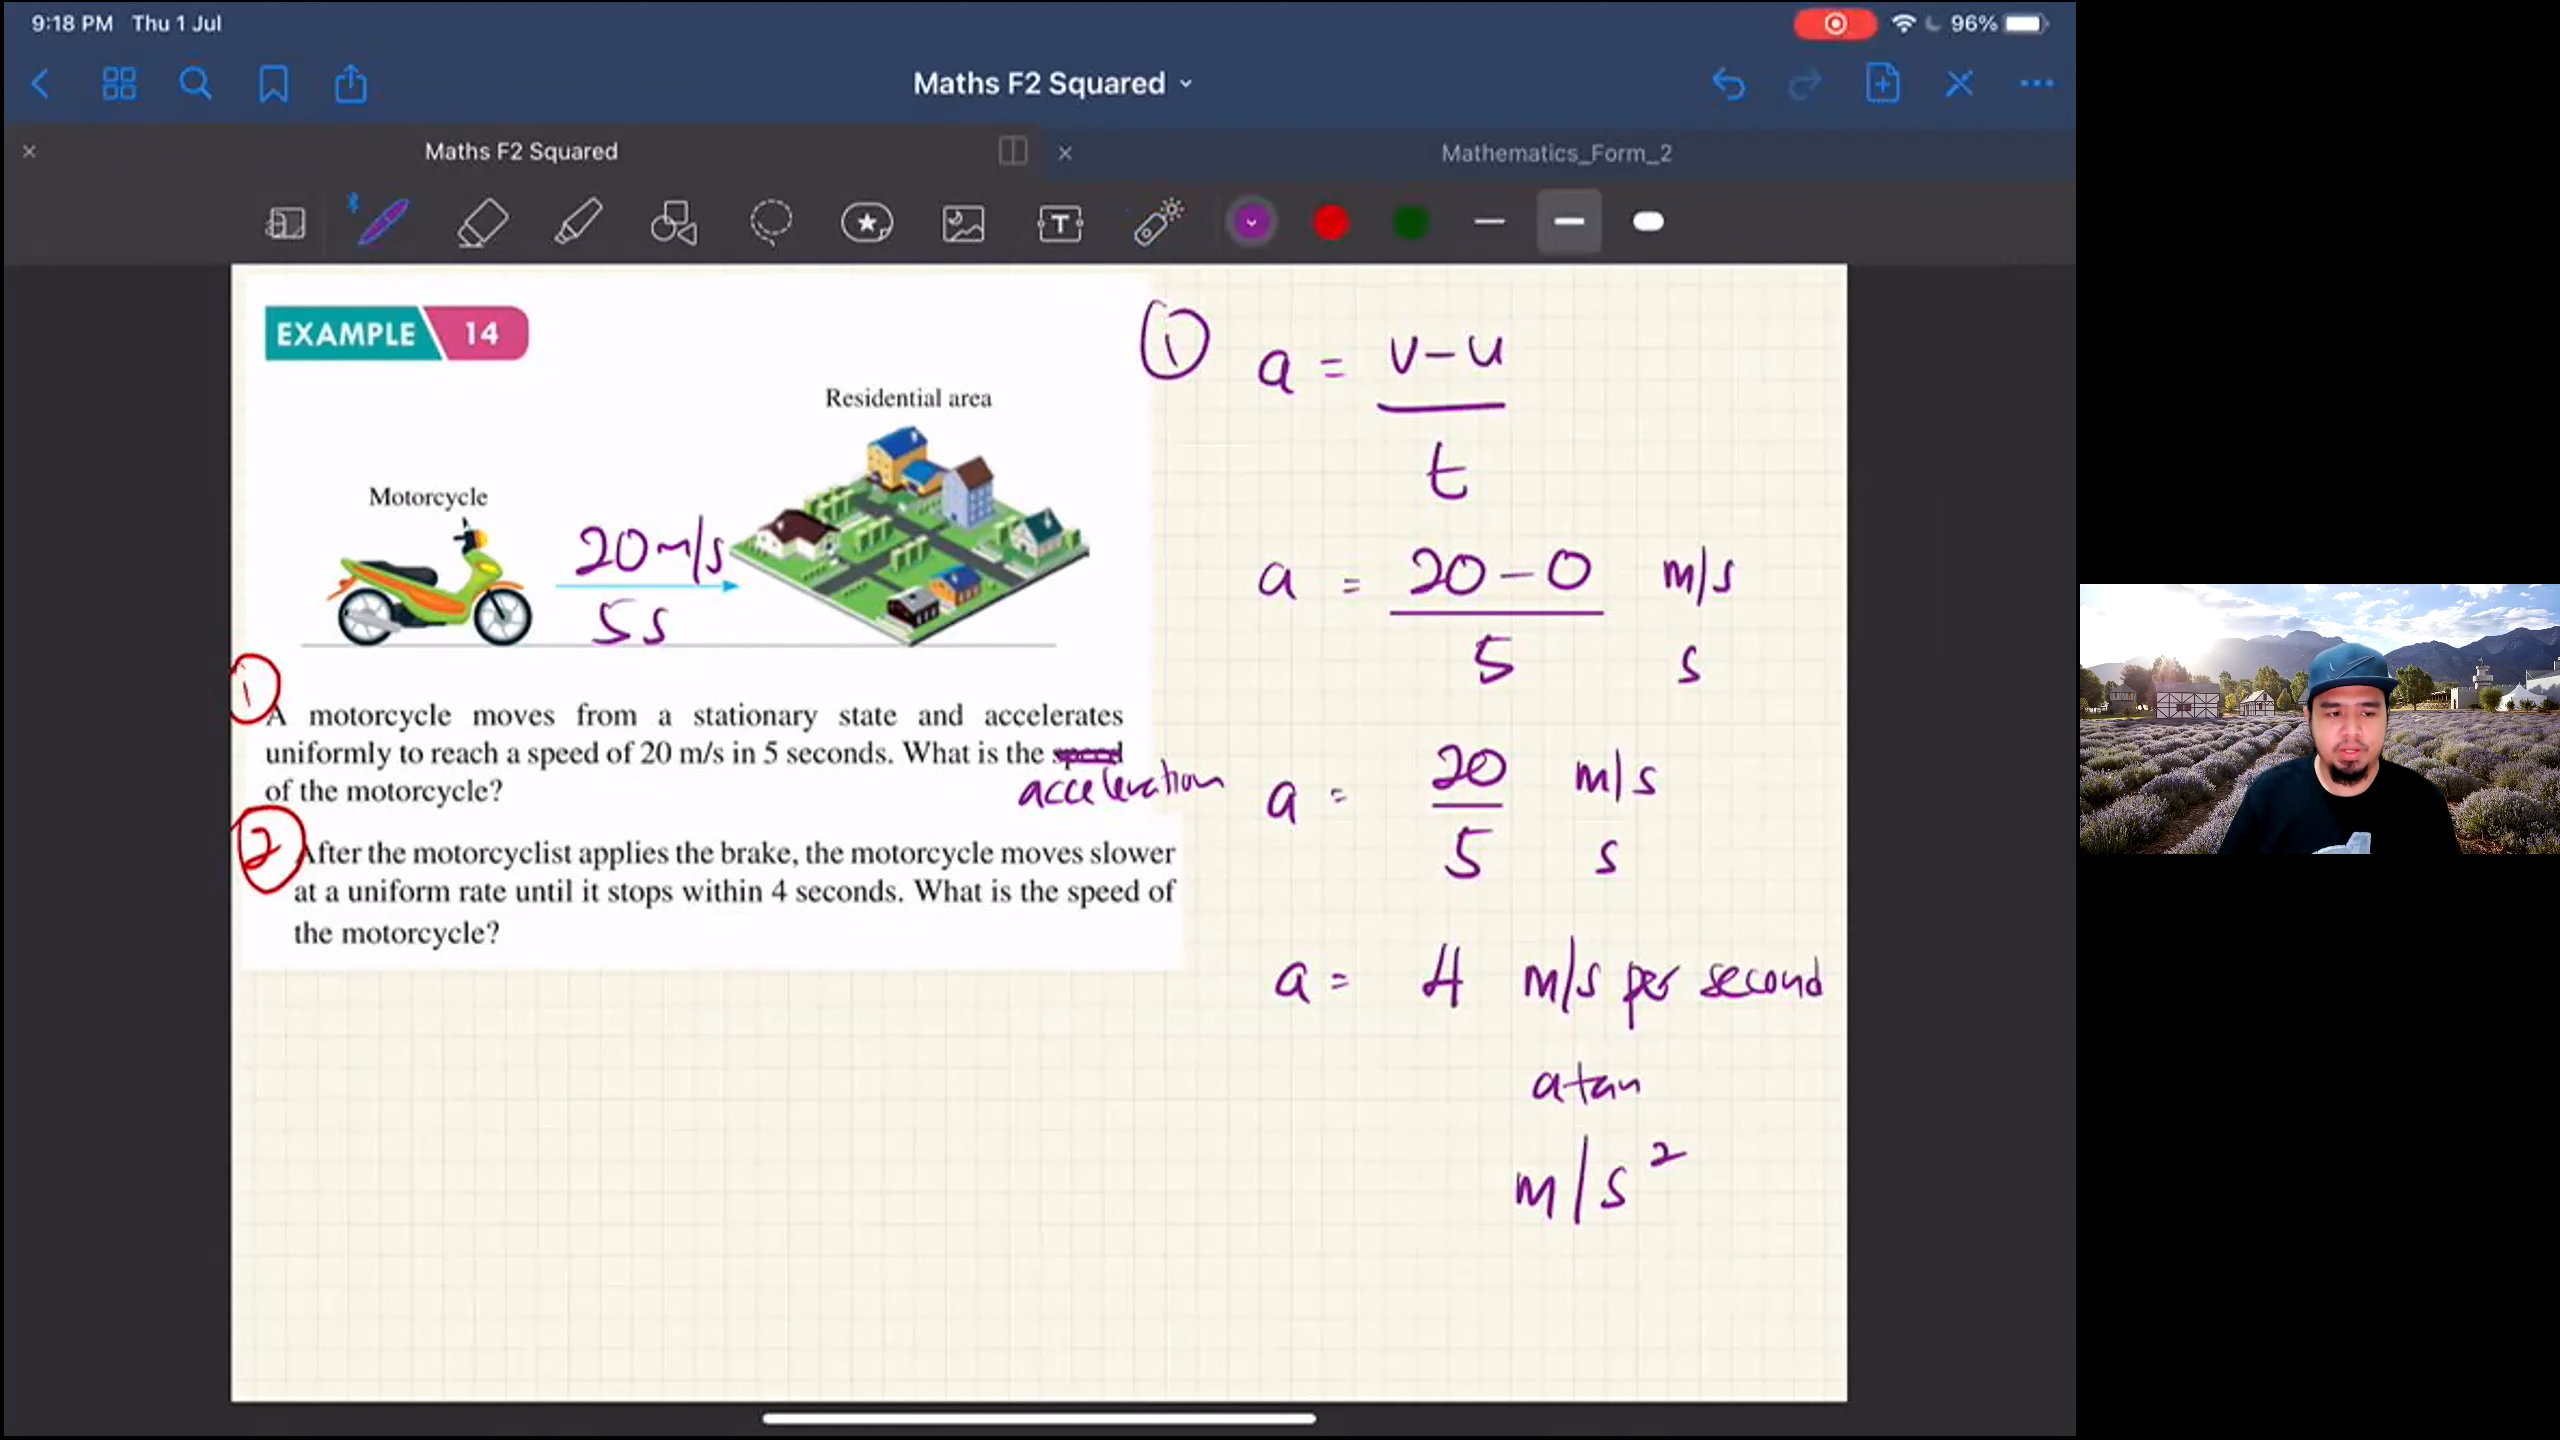 9:18 PM Thu 1 Jul
96%
Maths F2 Squared
Maths F2 Squared
Mathematics_Form_2
T
EXAMPLE 14
Residential area
Motorcycle
20 m/s
5s
1
A motorcycle moves from a stationary state and accelerates
uniformly to reach a speed of 20 m/s in 5 seconds. What is the speed
acceleration
of the motorcycle?
2
After the motorcyclist applies the brake, the motorcycle moves slower
at a uniform rate until it stops within 4 seconds. What is the speed of
the motorcycle?
1
a = v - u
t
a = 20 - 0 m/s
5 s
a = 20 m/s
5 s
a = 4 m/s per second
atan
m/s²